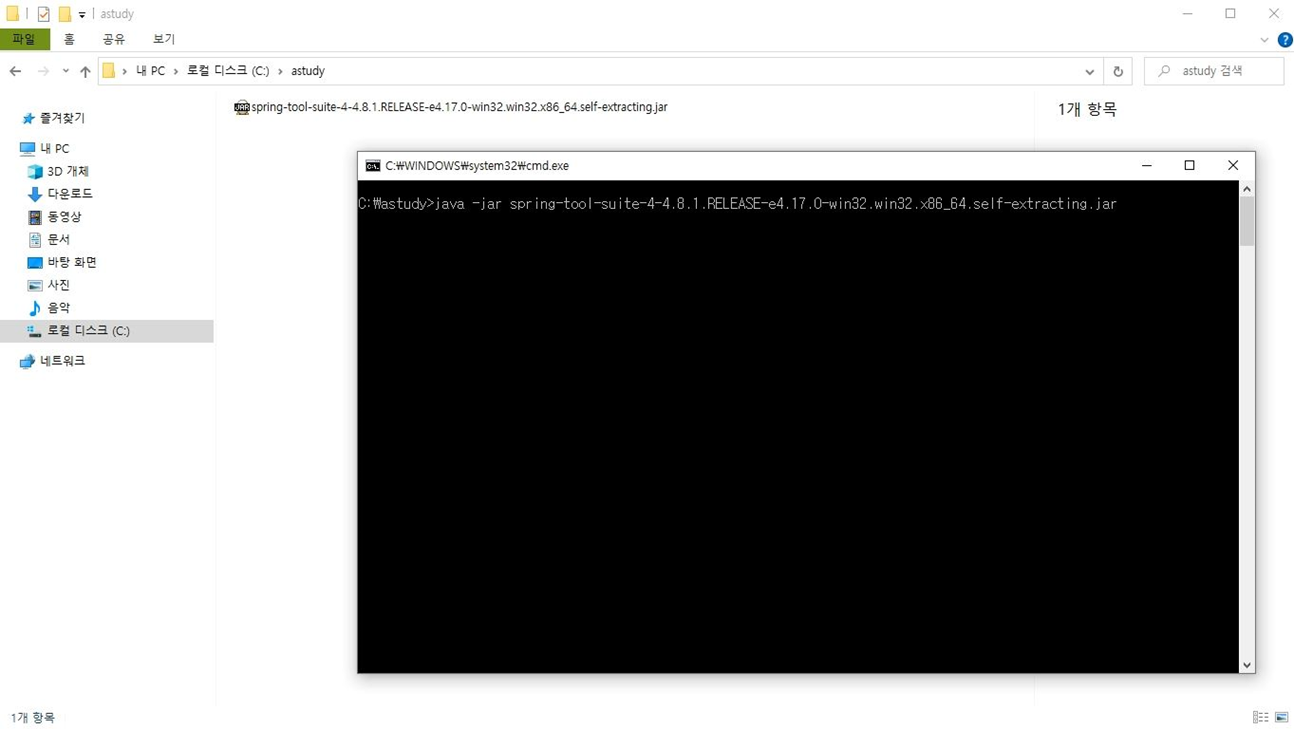 astudy
파일 홈 공유 보기
내 PC 로컬 디스크 (C:) astudy
astudy 검색
즐겨찾기
내 PC
3D 개체
다운로드
동영상
문서
바탕 화면
사진
음악
로컬 디스크 (C:)
네트워크
spring-tool-suite-4-4.8.1.RELEASE-e4.17.0-win32.win32.x86_64.self-extracting.jar
1개 항목
C:₩WINDOWS₩system32₩cmd.exe
C:₩astudy>java -jar spring-tool-suite-4-4.8.1.RELEASE-e4.17.0-win32.win32.x86_64.self-extracting.jar
1개 항목